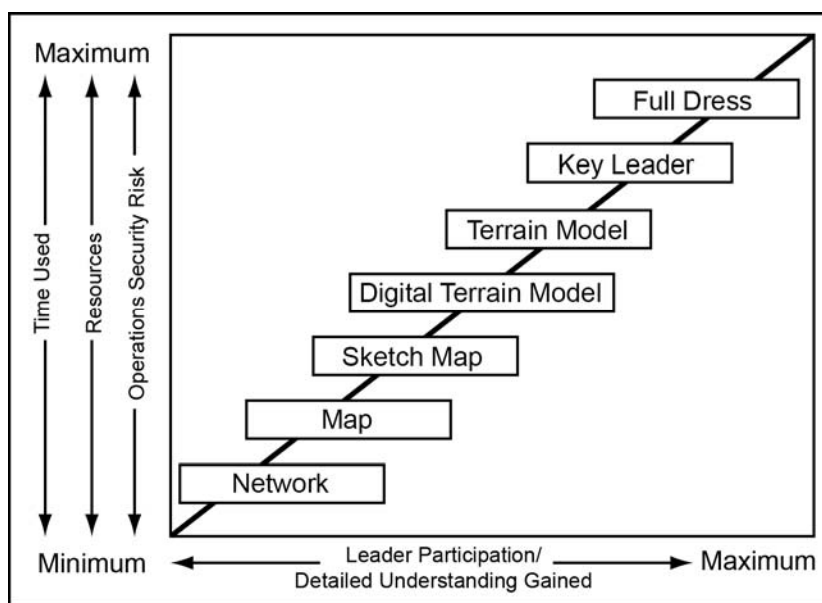 Maximum
Time Used
Resources
Operations Security Risk
Full Dress
Key Leader
Terrain Model
Digital Terrain Model
Sketch Map
Map
Network
Minimum
Leader Participation/
Detailed Understanding Gained
Maximum